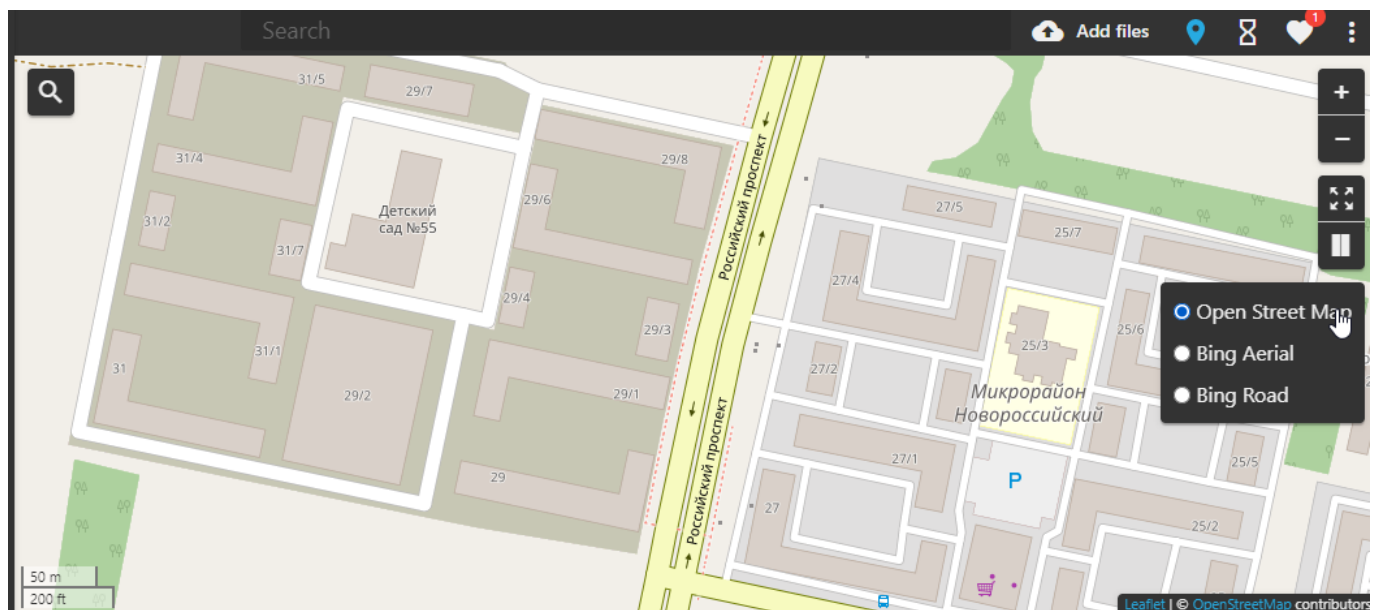 Search
Add files
1
+
−
31/5
29/7
31/4
29/8
Российский проспект
Детский
сад №55
29/6
31/2
31/7
27/5
25/7
27/4
29/4
29/3
Open Street Map
25/3
25/6
Bing Aerial
31/1
31
27/2
Микрорайон
Новороссийский
Bing Road
29/2
29/1
Российский проспект
27/1
25/5
29
P
27
25/2
50 m
200 ft
Leaflet | © OpenStreetMap contributors